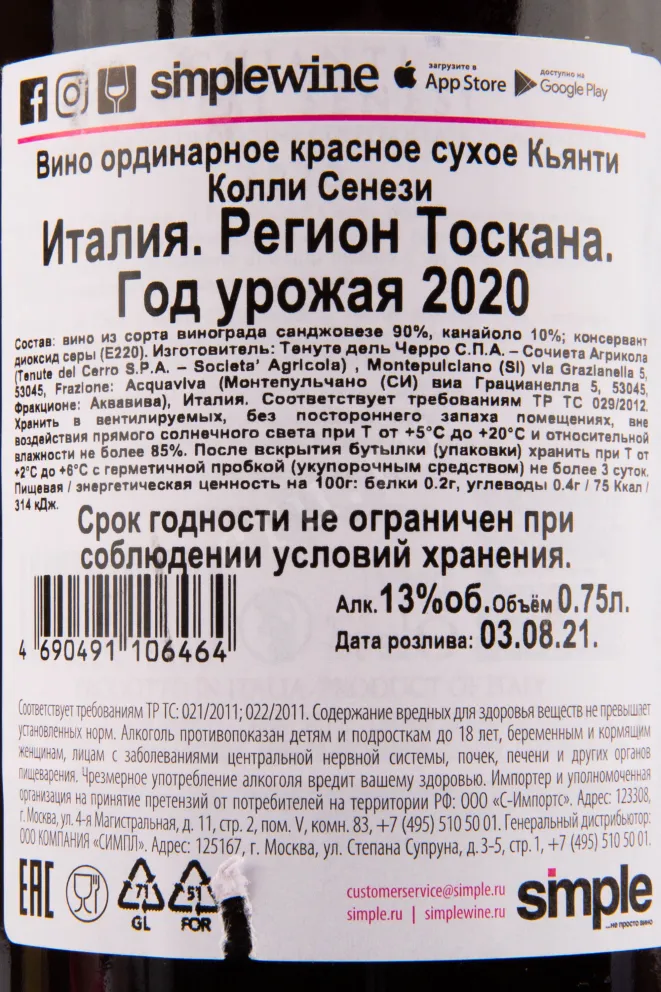 simplewine
загрузите в
App Store
доступно на
Google Play
Вино ординарное красное сухое Кьянти
Колли Сенези
Италия. Регион Тоскана.
Год урожая 2020
Состав: вино из сорта винограда санджовезе 90%, канайоло 10%; консервант
диоксид серы (E220). Изготовитель: Тенуте дель Черро С.П.А. – Сочиета Агрикола
(Tenute del Cerro S.P.A. – Societa’ Agricola) , Montepulciano (SI) via Grazianella 5,
53045, Frazione: Acquaviva (Монтепульчано (СИ) виа Грацианелла 5, 53045,
Фракционе: Аквавива), Италия. Соответствует требованиям ТР ТС 029/2012.
Хранить в вентилируемых, без постороннего запаха помещениях, вне
воздействия прямого солнечного света при Т от +5°С до +20°С и относительной
влажности не более 85%. После вскрытия бутылки (упаковки) хранить при Т от
+2°С до +6°С с герметичной пробкой (укупорочным средством) не более 3 суток.
Пищевая / энергетическая ценность на 100г: белки 0.2г, углеводы 0.4г / 75 Ккал /
314 кДж.
Срок годности не ограничен при
соблюдении условий хранения.
Алк.13%об.Объём 0.75л.
Дата розлива: 03.08.21.
4 690491 106464
Соответствует требованиям ТР ТС: 021/2011; 022/2011. Содержание вредных для здоровья веществ не превышает
установленных норм. Алкоголь противопоказан детям и подросткам до 18 лет, беременным и кормящим
женщинам, лицам с заболеваниями центральной нервной системы, почек, печени и других органов
пищеварения. Чрезмерное употребление алкоголя вредит вашему здоровью. Импортер и уполномоченная
организация на принятие претензий от потребителей на территории РФ: ООО «С-Импортс». Адрес: 123308,
г. Москва, ул. 4-я Магистральная, д. 11, стр. 2, пом. V, комн. 83, +7 (495) 510 50 01. Генеральный дистрибьютор:
ООО КОМПАНИЯ «СИМПЛ». Адрес: 125167, г. Москва, ул. Степана Супруна, д. 3-5, стр. 1, +7 (495) 510 50 01.
EAC
71
GL
51
FOR
customerservice@simple.ru
simple.ru | simplewine.ru
simple
...не просто вино